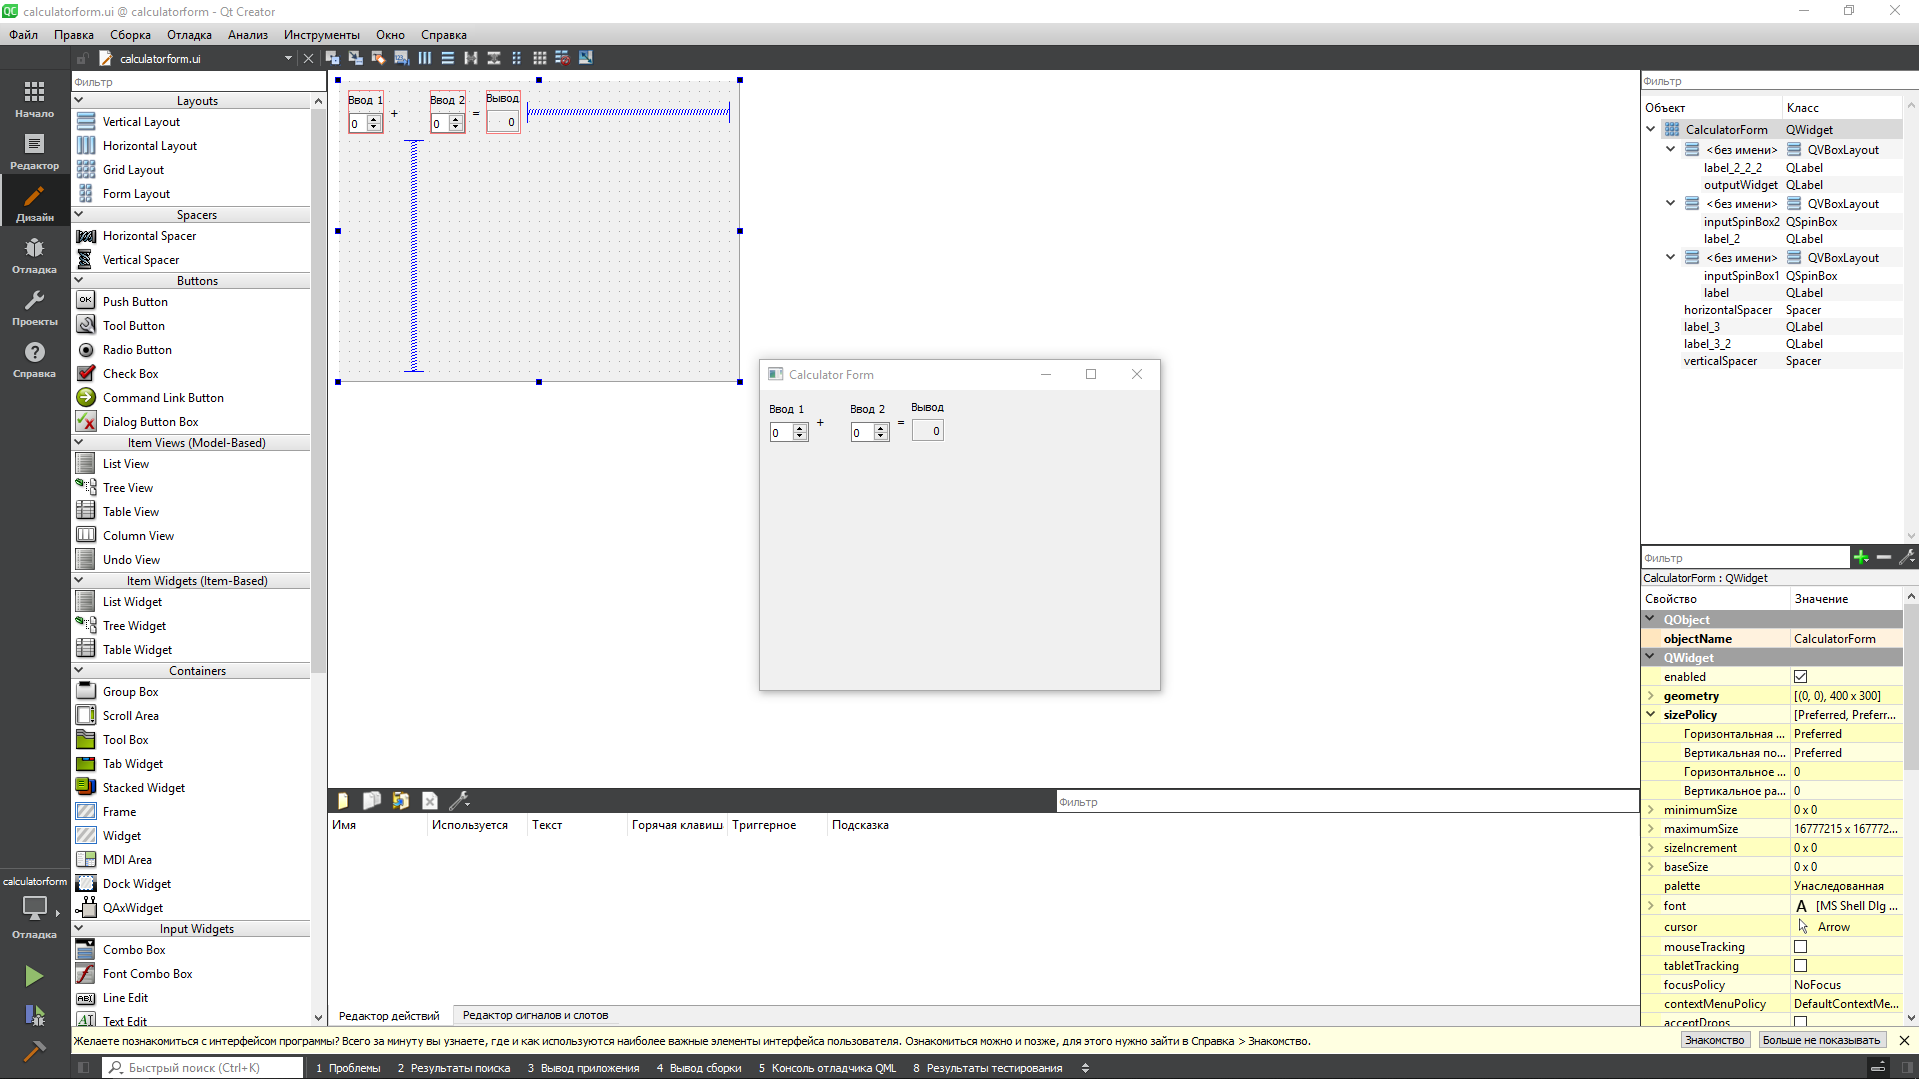 calculatorform.ui @ calculatorform - Qt Creator
Файл Правка Сборка Отладка Анализ Инструменты Окно Справка
calculatorform.ui
Начало
Редактор
Дизайн
Отладка
Проекты
Справка
calculatorform
Отладка
Фильтр
Layouts
Vertical Layout
Horizontal Layout
Grid Layout
Form Layout
Spacers
Horizontal Spacer
Vertical Spacer
Buttons
Push Button
Tool Button
Radio Button
Check Box
Command Link Button
Dialog Button Box
Item Views (Model-Based)
List View
Tree View
Table View
Column View
Undo View
Item Widgets (Item-Based)
List Widget
Tree Widget
Table Widget
Containers
Group Box
Scroll Area
Tool Box
Tab Widget
Stacked Widget
Frame
Widget
MDI Area
Dock Widget
QAxWidget
Input Widgets
Combo Box
Font Combo Box
Line Edit
Text Edit
Ввод 1 Ввод 2 Вывод
0 + 0 = 0
Calculator Form
Ввод 1 Ввод 2 Вывод
0 + 0 = 0
Фильтр
Имя Используется Текст Горячая клавиш Триггерное Подсказка
Редактор действий Редактор сигналов и слотов
Фильтр
Объект Класс
CalculatorForm QWidget
<без имени> QVBoxLayout
label_2_2_2 QLabel
outputWidget QLabel
<без имени> QVBoxLayout
inputSpinBox2 QSpinBox
label_2 QLabel
<без имени> QVBoxLayout
inputSpinBox1 QSpinBox
label QLabel
horizontalSpacer Spacer
label_3 QLabel
label_3_2 QLabel
verticalSpacer Spacer
Фильтр
CalculatorForm : QWidget
Свойство Значение
QObject
objectName CalculatorForm
QWidget
enabled
geometry [(0, 0), 400 x 300]
sizePolicy [Preferred, Preferr...
Горизонтальная ... Preferred
Вертикальная по... Preferred
Горизонтальное ... 0
Вертикальное ра... 0
minimumSize 0 x 0
maximumSize 16777215 x 167772...
sizeIncrement 0 x 0
baseSize 0 x 0
palette Унаследованная
font A [MS Shell Dlg ...
cursor Arrow
mouseTracking
tabletTracking
focusPolicy NoFocus
contextMenuPolicy DefaultContextMe...
acceptDrops
Желаете познакомиться с интерфейсом программы? Всего за минуту вы узнаете, где и как используются наиболее важные элементы интерфейса пользователя. Ознакомиться можно и позже, для этого нужно зайти в Справка > Знакомство.
Знакомство Больше не показывать
Быстрый поиск (Ctrl+K) 1 Проблемы 2 Результаты поиска 3 Вывод приложения 4 Вывод сборки 5 Консоль отладчика QML 8 Результаты тестирования